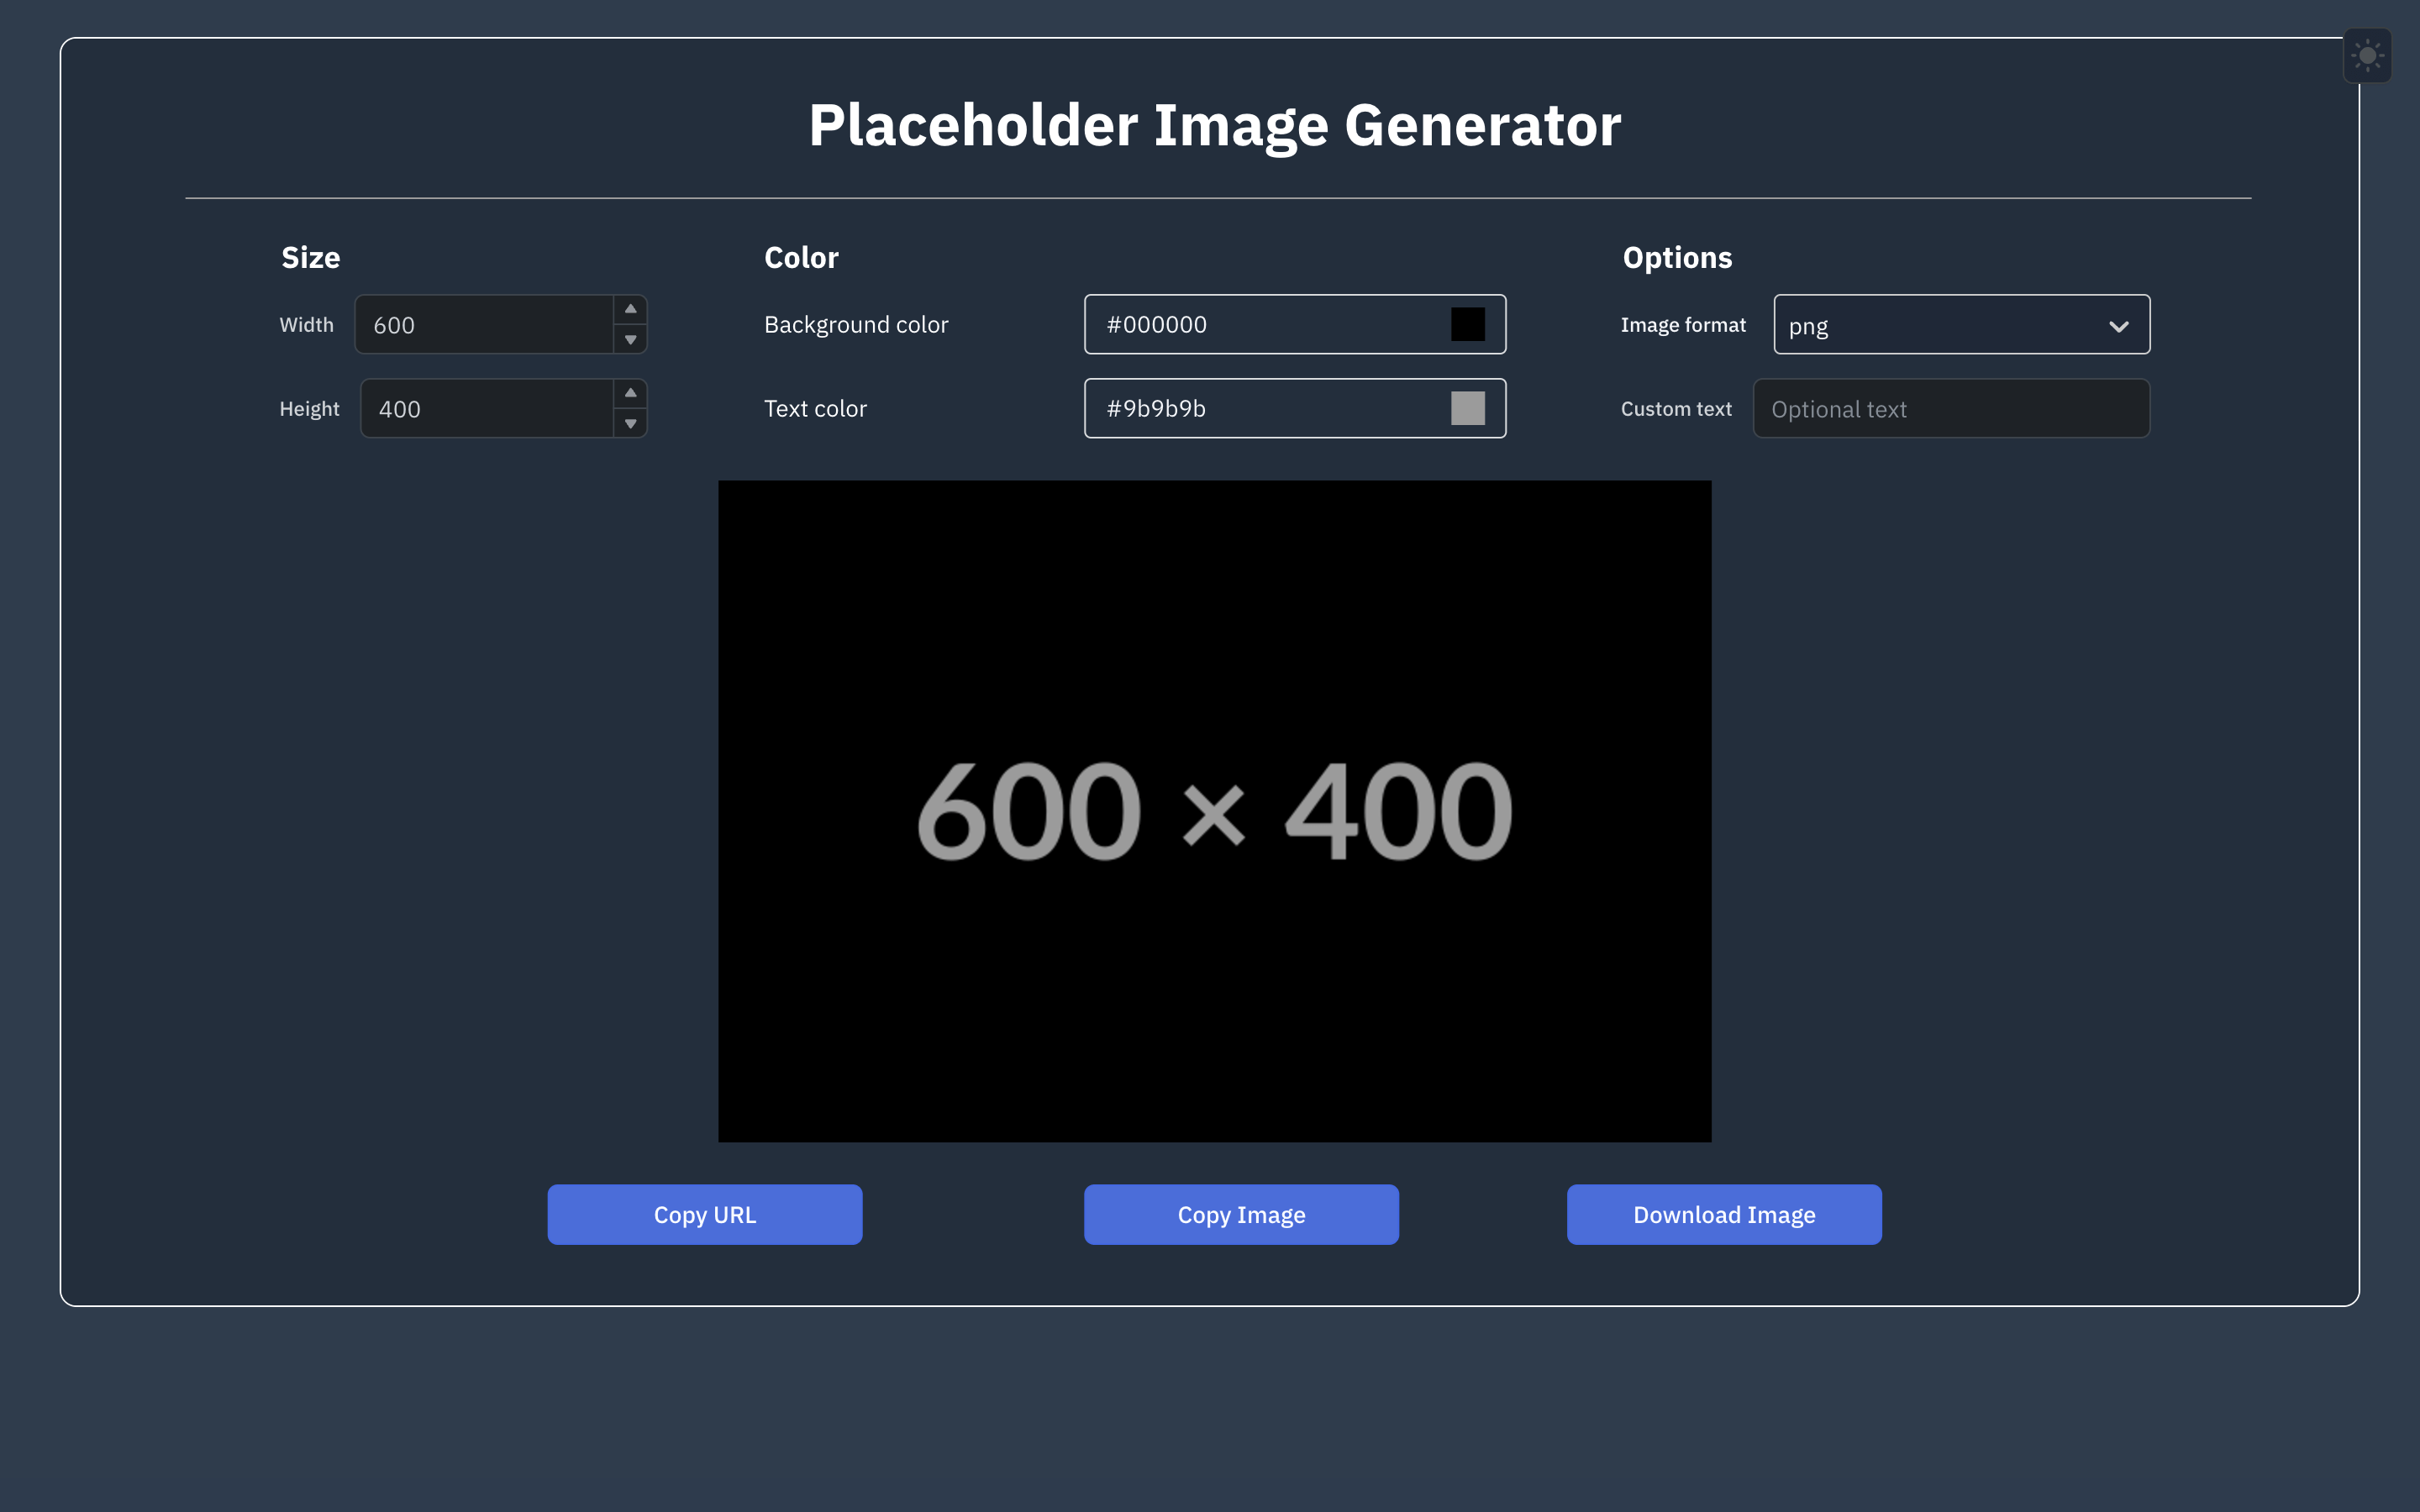 Placeholder Image Generator
Size
Color
Options
Width
600
Background color
#000000
Image format
png
Height
400
Text color
#9b9b9b
Custom text
Optional text
600 × 400
Copy URL
Copy Image
Download Image